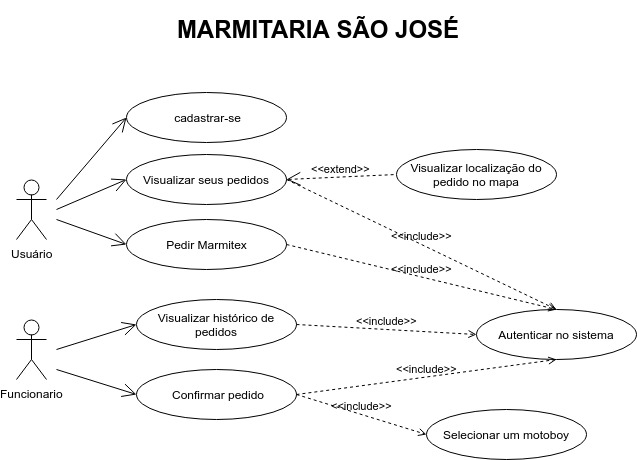 MARMITARIA SÃO JOSÉ
cadastrar-se
<<extend>>
Visualizar localização do
pedido no mapa
Visualizar seus pedidos
Usuário
Pedir Marmitex
<<include>>
<<include>>
Visualizar histórico de
pedidos
<<include>>
Autenticar no sistema
Funcionario
Confirmar pedido
<<include>>
<<include>>
Selecionar um motoboy